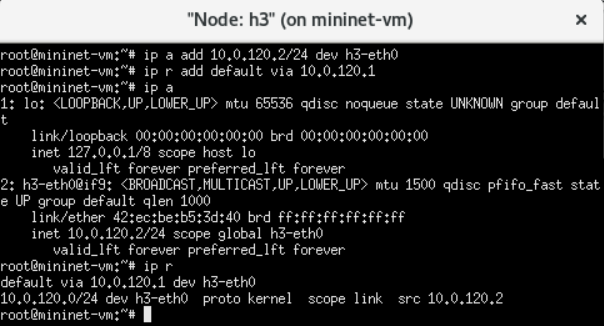 "Node: h3" (on mininet-vm)
×
root@mininet-vm:~# ip a add 10.0.120.2/24 dev h3-eth0
root@mininet-vm:~# ip r add default via 10.0.120.1
root@mininet-vm:~# ip a
1: lo: <LOOPBACK,UP,LOWER_UP> mtu 65536 qdisc noqueue state UNKNOWN group defaul
t
    link/loopback 00:00:00:00:00:00 brd 00:00:00:00:00:00
    inet 127.0.0.1/8 scope host lo
       valid_lft forever preferred_lft forever
2: h3-eth0@if9: <BROADCAST,MULTICAST,UP,LOWER_UP> mtu 1500 qdisc pfifo_fast stat
e UP group default qlen 1000
    link/ether 42:ec:be:b5:3d:40 brd ff:ff:ff:ff:ff:ff
    inet 10.0.120.2/24 scope global h3-eth0
       valid_lft forever preferred_lft forever
root@mininet-vm:~# ip r
default via 10.0.120.1 dev h3-eth0
10.0.120.0/24 dev h3-eth0  proto kernel  scope link  src 10.0.120.2
root@mininet-vm:~#